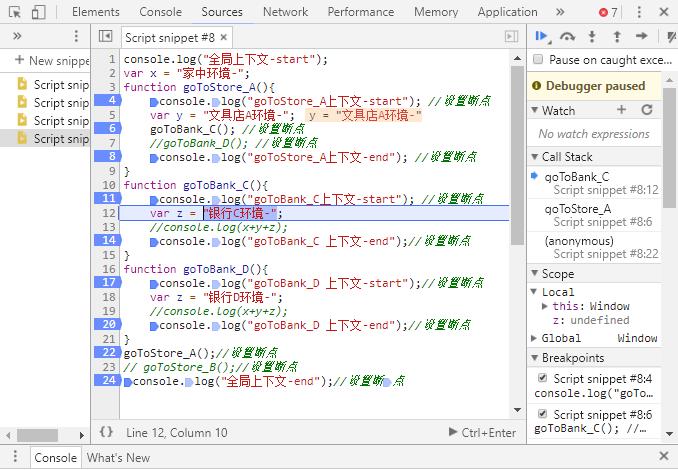 Elements Console Sources Network Performance Memory Application » 7
» Script snippet #8 ×
+ New snippe
Script snip
Script snip
Script snip
Script snip
1 console.log("全局上下文-start");
2 var x = "家中环境-";
3 function goToStore_A(){
4 console.log("goToStore_A上下文-start"); //设置断点
5 var y = "文具店A环境-"; y = "文具店A环境-"
6 goToBank_C(); //设置断点
7 //goToBank_D(); //设置断点
8 console.log("goToStore_A上下文-end"); //设置断点
9 }
10 function goToBank_C(){
11 console.log("goToBank_C上下文-start"); //设置断点
12 var z = "银行C环境-";
13 //console.log(x+y+z);
14 console.log("goToBank_C 上下文-end");//设置断点
15 }
16 function goToBank_D(){
17 console.log("goToBank_D 上下文-start");//设置断点
18 var z = "银行D环境-";
19 //console.log(x+y+z);
20 console.log("goToBank_D 上下文-end");//设置断点
21 }
22 goToStore_A();//设置断点
23 // goToStore_B();//设置断点
24 console.log("全局上下文-end");//设置断点
{} Line 12, Column 10 Ctrl+Enter
Pause on caught exce...
Debugger paused
Watch
No watch expressions
Call Stack
goToBank_C
Script snippet #8:12
goToStore_A
Script snippet #8:6
(anonymous)
Script snippet #8:22
Scope
Local
this: Window
z: undefined
Global Window
Breakpoints
Script snippet #8:4
console.log("goTo...
Script snippet #8:6
goToBank_C(); //...
Console What's New